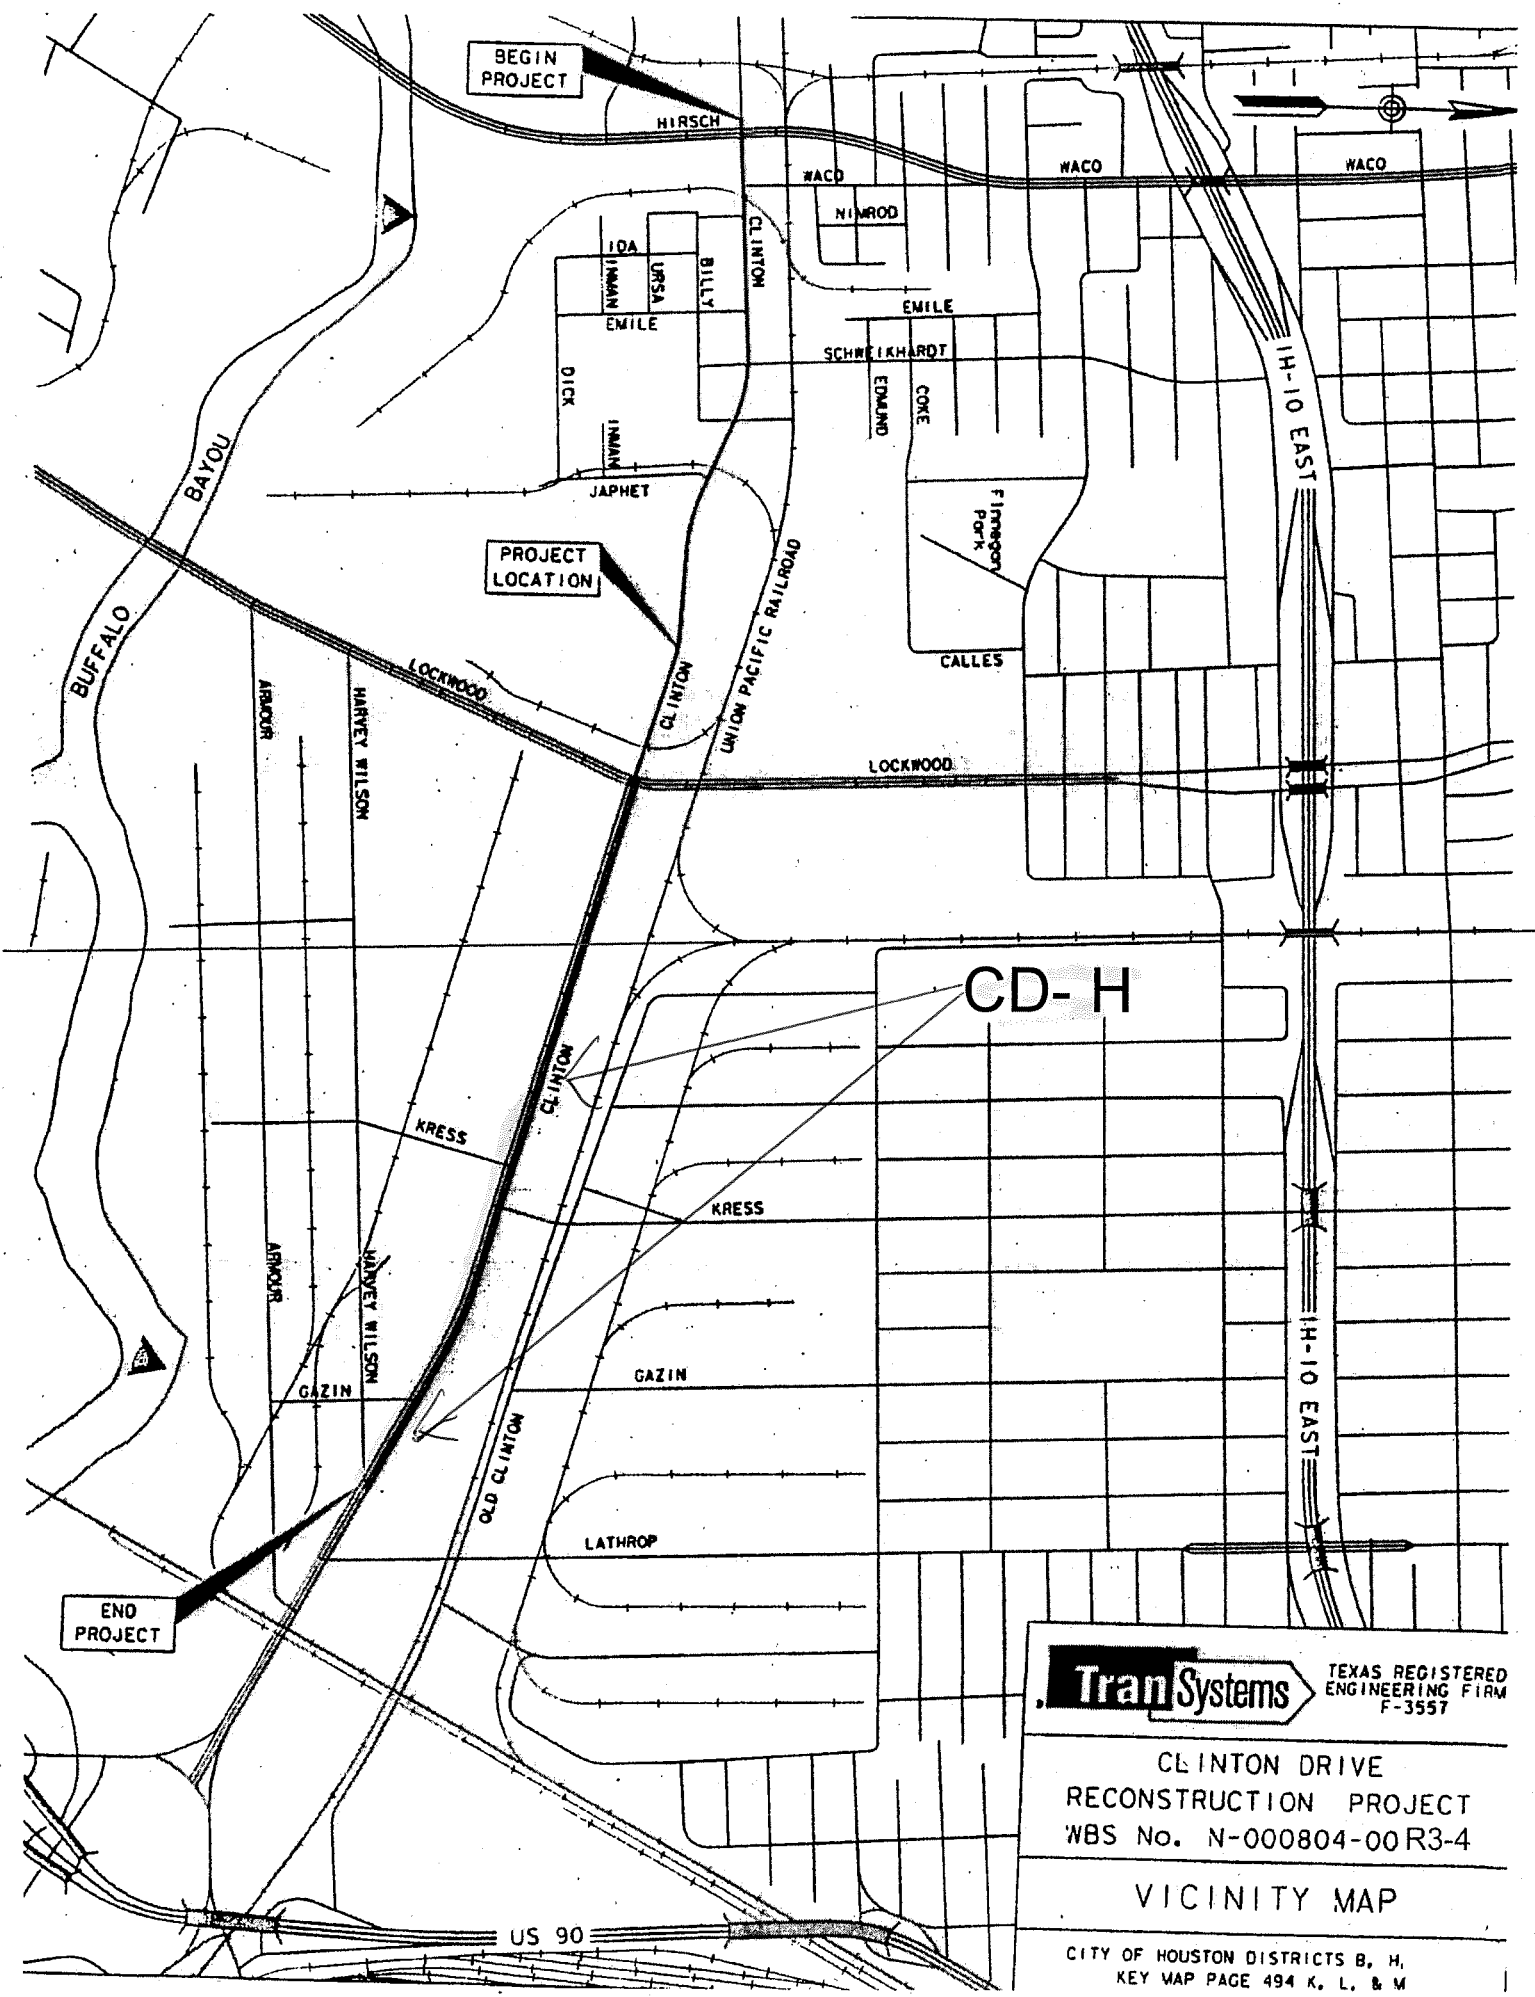 BEGIN
PROJECT
HIRSCH
WACO
WACO
WACO
NIMROD
CLINTON
IDA
INMAN
URSA
BILLY
EMILE
EMILE
SCHWEIKHARDT
DICK
INMAN
EDMUND
COKE
IH-10 EAST
BAYOU
JAPHET
Finnegan
Park
PROJECT
LOCATION
UNION PACIFIC RAILROAD
BUFFALO
CALLES
LOCKWOOD
CLINTON
ARMOUR
HARVEY WILSON
LOCKWOOD
CD- H
CLINTON
KRESS
KRESS
ARMOUR
HARVEY WILSON
GAZIN
GAZIN
IH-10 EAST
OLD CLINTON
LATHROP
END
PROJECT
TranSystems
TEXAS REGISTERED
ENGINEERING FIRM
F-3557
CLINTON DRIVE
RECONSTRUCTION PROJECT
WBS No. N-000804-00R3-4
VICINITY MAP
US 90
CITY OF HOUSTON DISTRICTS B, H,
KEY MAP PAGE 494 K, L, & M